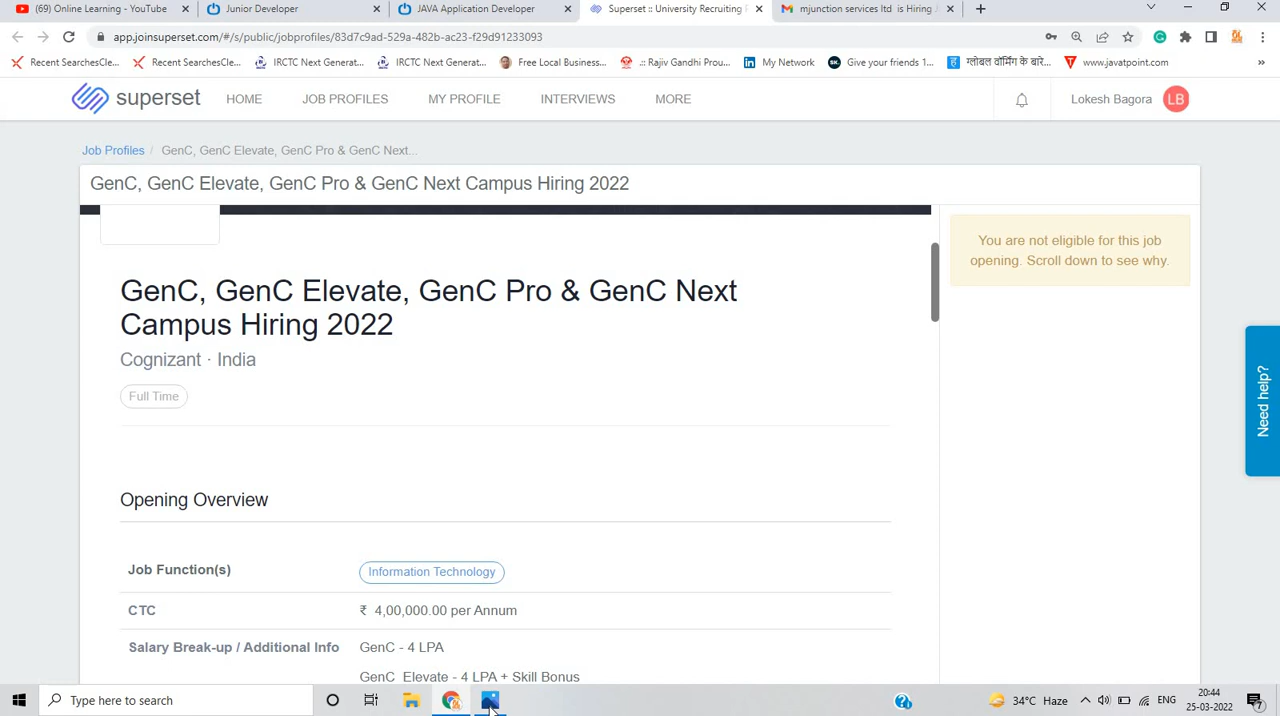 (69) Online Learning - YouTube
Junior Developer
JAVA Application Developer
Superset :: University Recruiting
mjunction services ltd is Hiring
app.joinsuperset.com/#/s/public/jobprofiles/83d7c9ad-529a-482b-ac23-f29d91233093
Recent SearchesCle...
Recent SearchesCle...
IRCTC Next Generat...
IRCTC Next Generat...
Free Local Business...
.:: Rajiv Gandhi Prou...
My Network
Give your friends 1...
ग्लोबल वॉर्मिंग के बारे...
www.javatpoint.com
»
superset
HOME
JOB PROFILES
MY PROFILE
INTERVIEWS
MORE
Lokesh Bagora
LB
Job Profiles / GenC, GenC Elevate, GenC Pro & GenC Next...
GenC, GenC Elevate, GenC Pro & GenC Next Campus Hiring 2022
You are not eligible for this job
opening. Scroll down to see why.
GenC, GenC Elevate, GenC Pro & GenC Next
Campus Hiring 2022
Cognizant · India
Full Time
Need help?
Opening Overview
Job Function(s) Information Technology
CTC ₹ 4,00,000.00 per Annum
Salary Break-up / Additional Info GenC - 4 LPA
GenC Elevate - 4 LPA + Skill Bonus
Type here to search
34°C Haze
ENG
20:44
25-03-2022
7